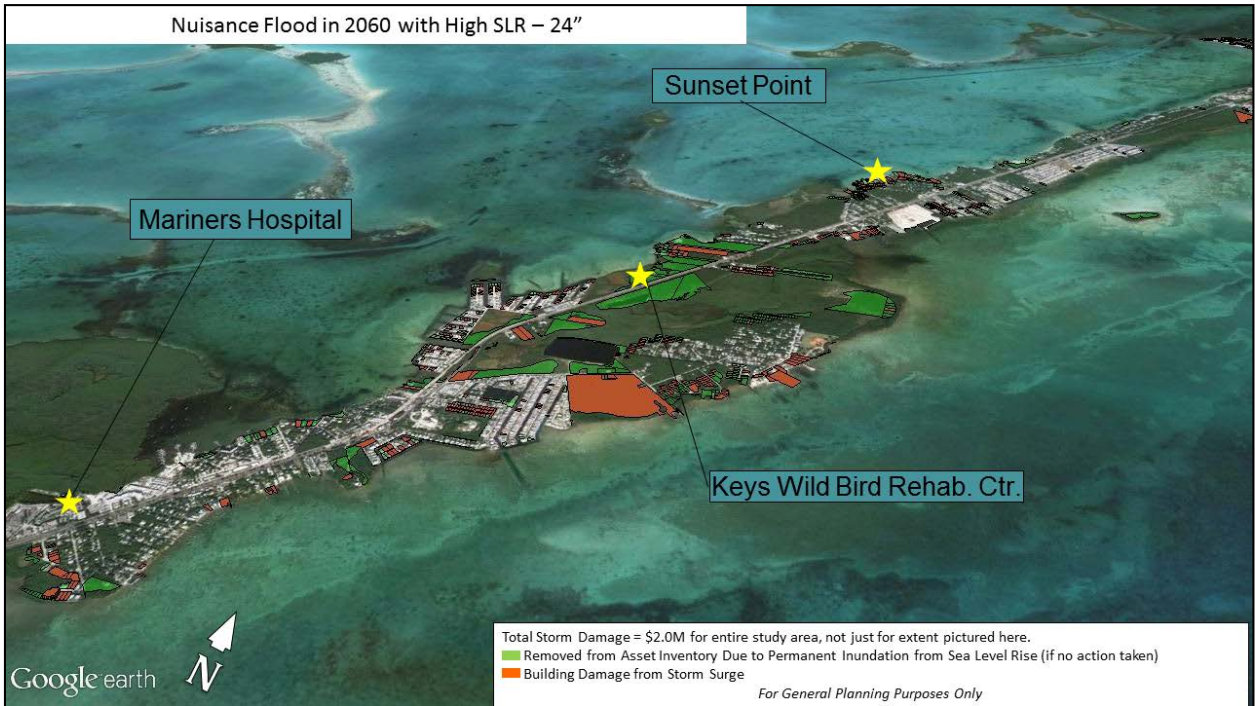 Nuisance Flood in 2060 with High SLR – 24”
Sunset Point
Mariners Hospital
Keys Wild Bird Rehab. Ctr.
Total Storm Damage = $2.0M for entire study area, not just for extent pictured here.
Removed from Asset Inventory Due to Permanent Inundation from Sea Level Rise (if no action taken)
Building Damage from Storm Surge
For General Planning Purposes Only
Google earth
N